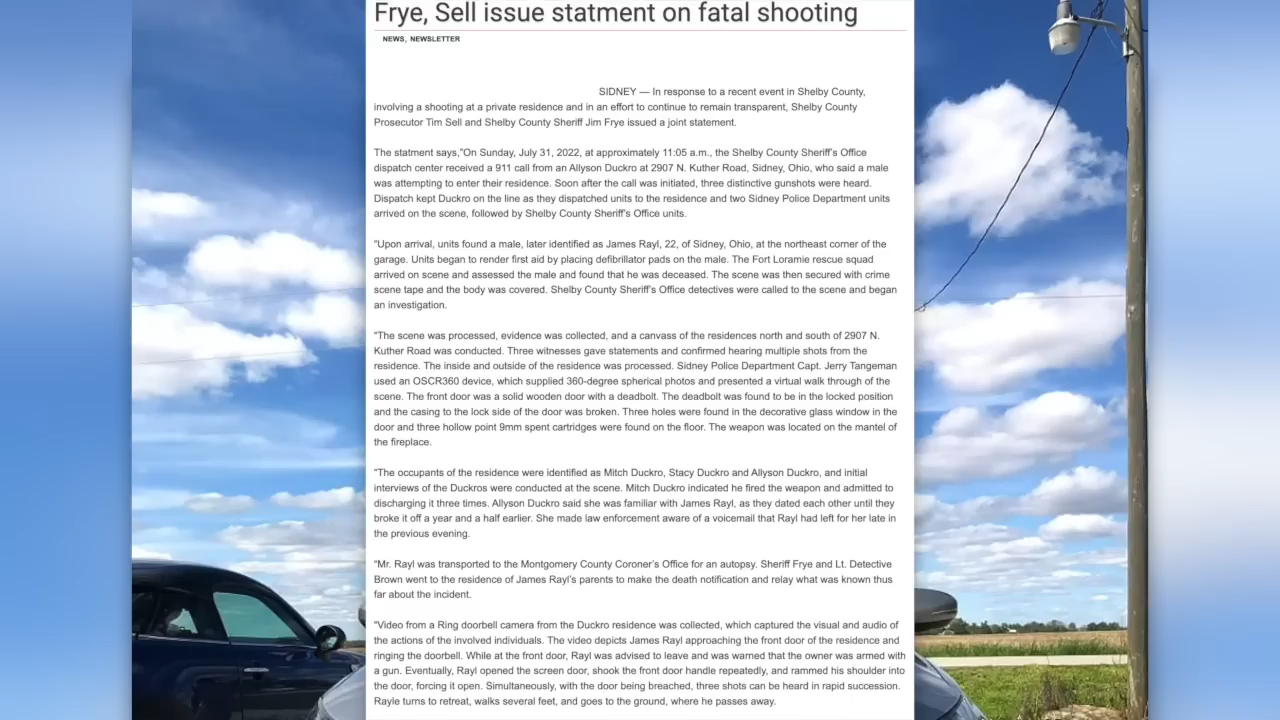 Frye, Sell issue statment on fatal shooting
NEWS, NEWSLETTER
SIDNEY — In response to a recent event in Shelby County,
involving a shooting at a private residence and in an effort to continue to remain transparent, Shelby County
Prosecutor Tim Sell and Shelby County Sheriff Jim Frye issued a joint statement.
The statment says,"On Sunday, July 31, 2022, at approximately 11:05 a.m., the Shelby County Sheriff's Office
dispatch center received a 911 call from an Allyson Duckro at 2907 N. Kuther Road, Sidney, Ohio, who said a male
was attempting to enter their residence. Soon after the call was initiated, three distinctive gunshots were heard.
Dispatch kept Duckro on the line as they dispatched units to the residence and two Sidney Police Department units
arrived on the scene, followed by Shelby County Sheriff's Office units.
"Upon arrival, units found a male, later identified as James Rayl, 22, of Sidney, Ohio, at the northeast corner of the
garage. Units began to render first aid by placing defibrillator pads on the male. The Fort Loramie rescue squad
arrived on scene and assessed the male and found that he was deceased. The scene was then secured with crime
scene tape and the body was covered. Shelby County Sheriff's Office detectives were called to the scene and began
an investigation.
"The scene was processed, evidence was collected, and a canvass of the residences north and south of 2907 N.
Kuther Road was conducted. Three witnesses gave statements and confirmed hearing multiple shots from the
residence. The inside and outside of the residence was processed. Sidney Police Department Capt. Jerry Tangeman
used an OSCR360 device, which supplied 360-degree spherical photos and presented a virtual walk through of the
scene. The front door was a solid wooden door with a deadbolt. The deadbolt was found to be in the locked position
and the casing to the lock side of the door was broken. Three holes were found in the decorative glass window in the
door and three hollow point 9mm spent cartridges were found on the floor. The weapon was located on the mantel of
the fireplace.
"The occupants of the residence were identified as Mitch Duckro, Stacy Duckro and Allyson Duckro, and initial
interviews of the Duckros were conducted at the scene. Mitch Duckro indicated he fired the weapon and admitted to
discharging it three times. Allyson Duckro said she was familiar with James Rayl, as they dated each other until they
broke it off a year and a half earlier. She made law enforcement aware of a voicemail that Rayl had left for her late in
the previous evening.
"Mr. Rayl was transported to the Montgomery County Coroner's Office for an autopsy. Sheriff Frye and Lt. Detective
Brown went to the residence of James Rayl's parents to make the death notification and relay what was known thus
far about the incident.
"Video from a Ring doorbell camera from the Duckro residence was collected, which captured the visual and audio of
the actions of the involved individuals. The video depicts James Rayl approaching the front door of the residence and
ringing the doorbell. While at the front door, Rayl was advised to leave and was warned that the owner was armed with
a gun. Eventually, Rayl opened the screen door, shook the front door handle repeatedly, and rammed his shoulder into
the door, forcing it open. Simultaneously, with the door being breached, three shots can be heard in rapid succession.
Rayle turns to retreat, walks several feet, and goes to the ground, where he passes away.